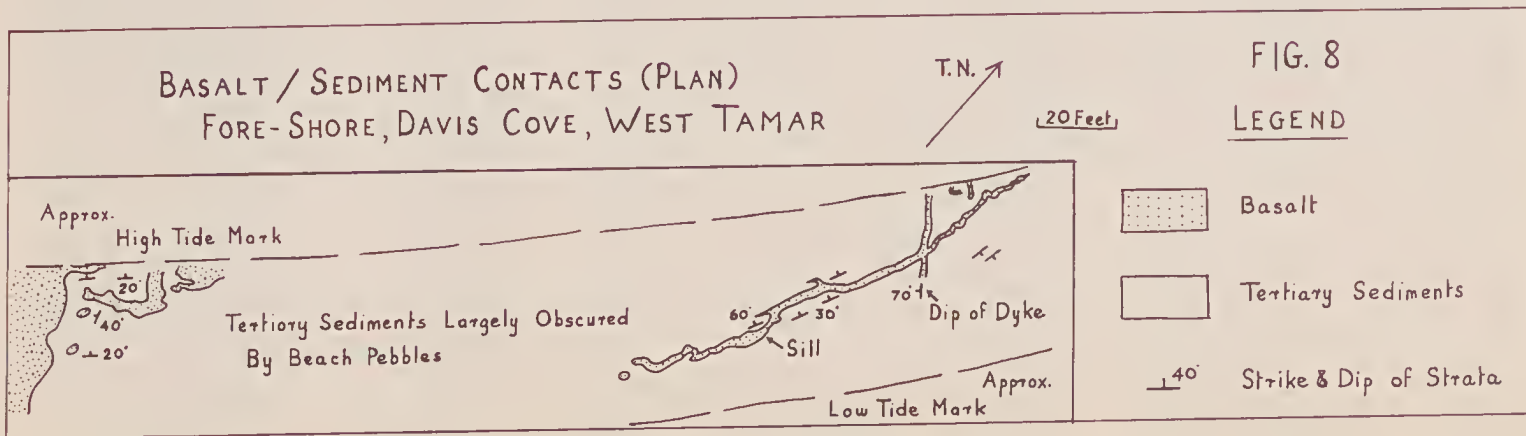 BASALT / SEDIMENT CONTACTS (PLAN)
FORE-SHORE, DAVIS COVE, WEST TAMAR
T.N.
20 Feet
FIG. 8
LEGEND
Basalt
Tertiary Sediments
40°
Strike & Dip of Strata
Approx.
High Tide Mark
20°
40°
20°
Tertiary Sediments Largely Obscured
By Beach Pebbles
60°
30°
70°
Dip of Dyke
Sill
Approx.
Low Tide Mark